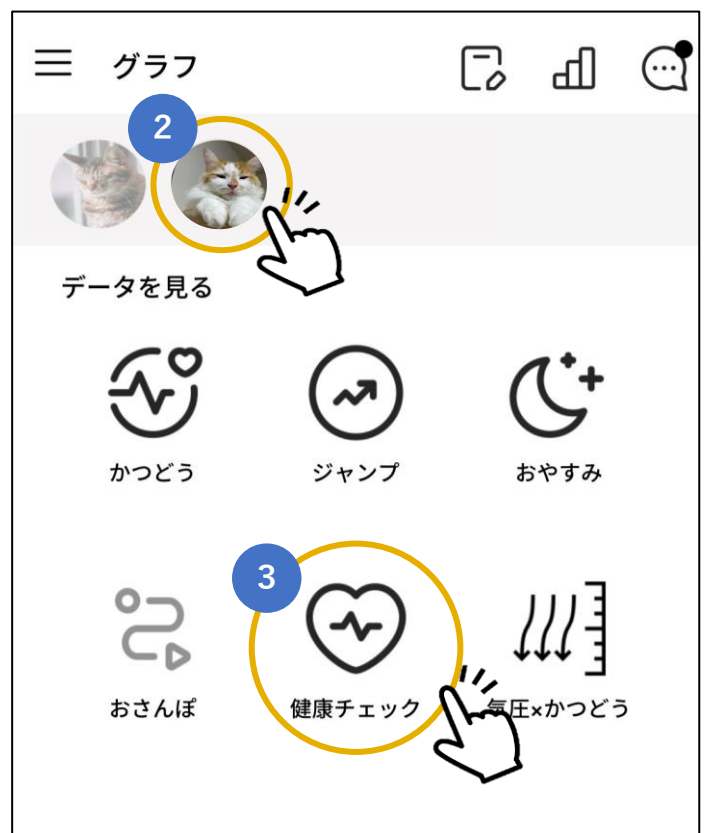 グラフ
2
データを見る
かつどう
ジャンプ
おやすみ
3
おさんぽ
健康チェック
気圧×かつどう